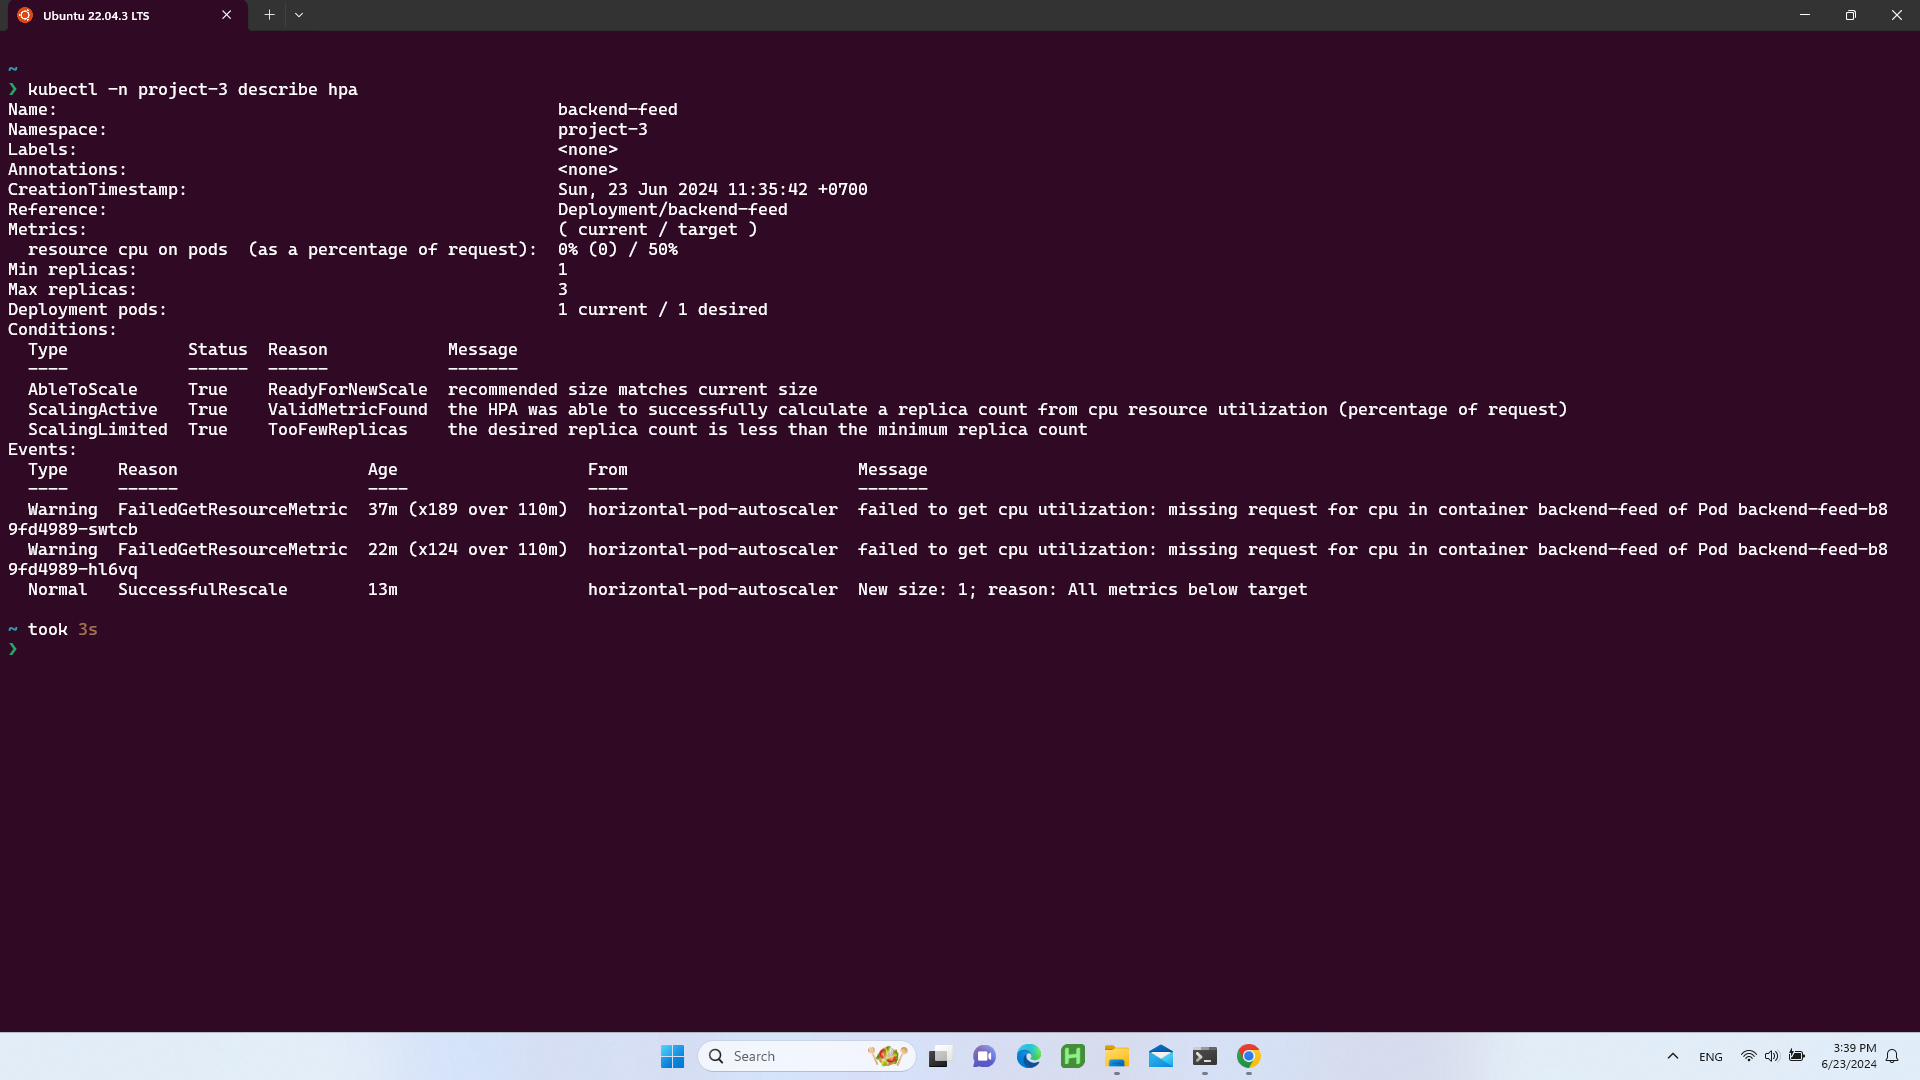 Ubuntu 22.04.3 LTS
~
❯ kubectl -n project-3 describe hpa
Name:                                                  backend-feed
Namespace:                                             project-3
Labels:                                                <none>
Annotations:                                           <none>
CreationTimestamp:                                     Sun, 23 Jun 2024 11:35:42 +0700
Reference:                                             Deployment/backend-feed
Metrics:                                               ( current / target )
  resource cpu on pods  (as a percentage of request):  0% (0) / 50%
Min replicas:                                          1
Max replicas:                                          3
Deployment pods:                                       1 current / 1 desired
Conditions:
  Type            Status  Reason            Message
  ----            ------  ------            -------
  AbleToScale     True    ReadyForNewScale  recommended size matches current size
  ScalingActive   True    ValidMetricFound  the HPA was able to successfully calculate a replica count from cpu resource utilization (percentage of request)
  ScalingLimited  True    TooFewReplicas    the desired replica count is less than the minimum replica count
Events:
  Type     Reason                   Age                   From                       Message
  ----     ------                   ----                  ----                       -------
  Warning  FailedGetResourceMetric  37m (x189 over 110m)  horizontal-pod-autoscaler  failed to get cpu utilization: missing request for cpu in container backend-feed of Pod backend-feed-b8
9fd4989-swtcb
  Warning  FailedGetResourceMetric  22m (x124 over 110m)  horizontal-pod-autoscaler  failed to get cpu utilization: missing request for cpu in container backend-feed of Pod backend-feed-b8
9fd4989-hl6vq
  Normal   SuccessfulRescale        13m                   horizontal-pod-autoscaler  New size: 1; reason: All metrics below target
~ took 3s
❯
Search
ENG
3:39 PM
6/23/2024